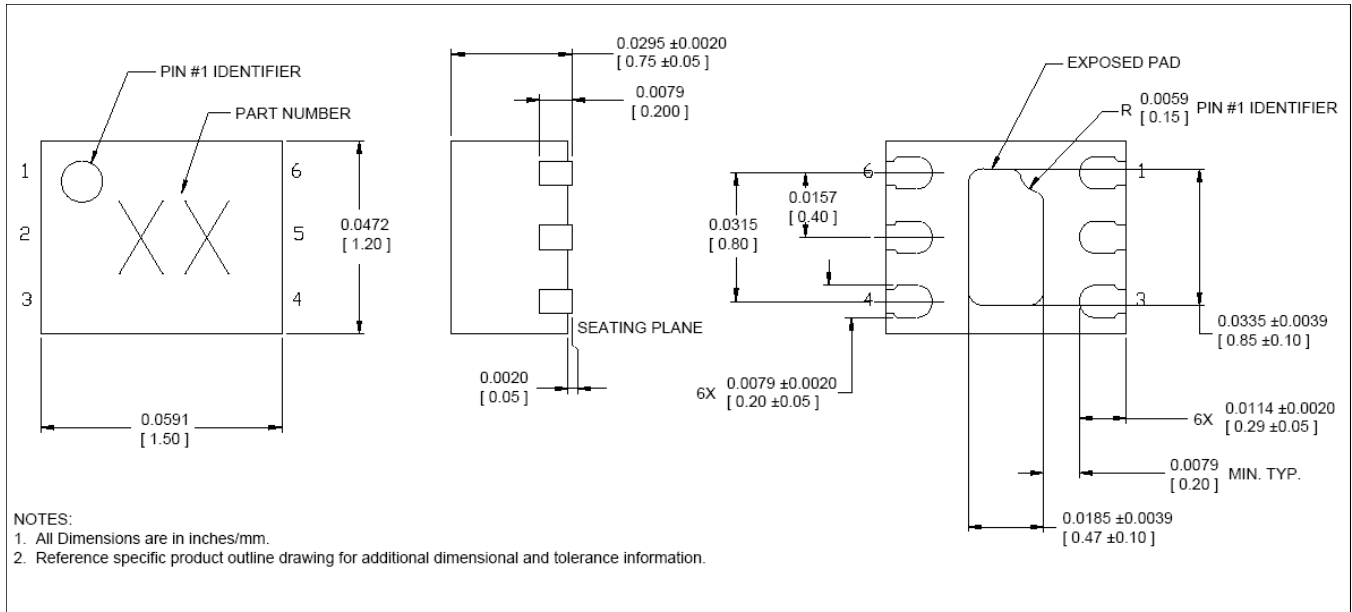 PIN #1 IDENTIFIER
PART NUMBER
1
2
3
6
5
4
0.0472
[ 1.20 ]
0.0591
[ 1.50 ]
0.0295 ±0.0020
[ 0.75 ±0.05 ]
0.0079
[ 0.200 ]
SEATING PLANE
0.0020
[ 0.05 ]
EXPOSED PAD
R 0.0059
[ 0.15 ]
PIN #1 IDENTIFIER
6
4
1
3
0.0157
[ 0.40 ]
0.0315
[ 0.80 ]
6X 0.0079 ±0.0020
[ 0.20 ±0.05 ]
0.0335 ±0.0039
[ 0.85 ±0.10 ]
6X 0.0114 ±0.0020
[ 0.29 ±0.05 ]
0.0079
[ 0.20 ]
MIN. TYP.
0.0185 ±0.0039
[ 0.47 ±0.10 ]
XX
NOTES:
1. All Dimensions are in inches/mm.
2. Reference specific product outline drawing for additional dimensional and tolerance information.